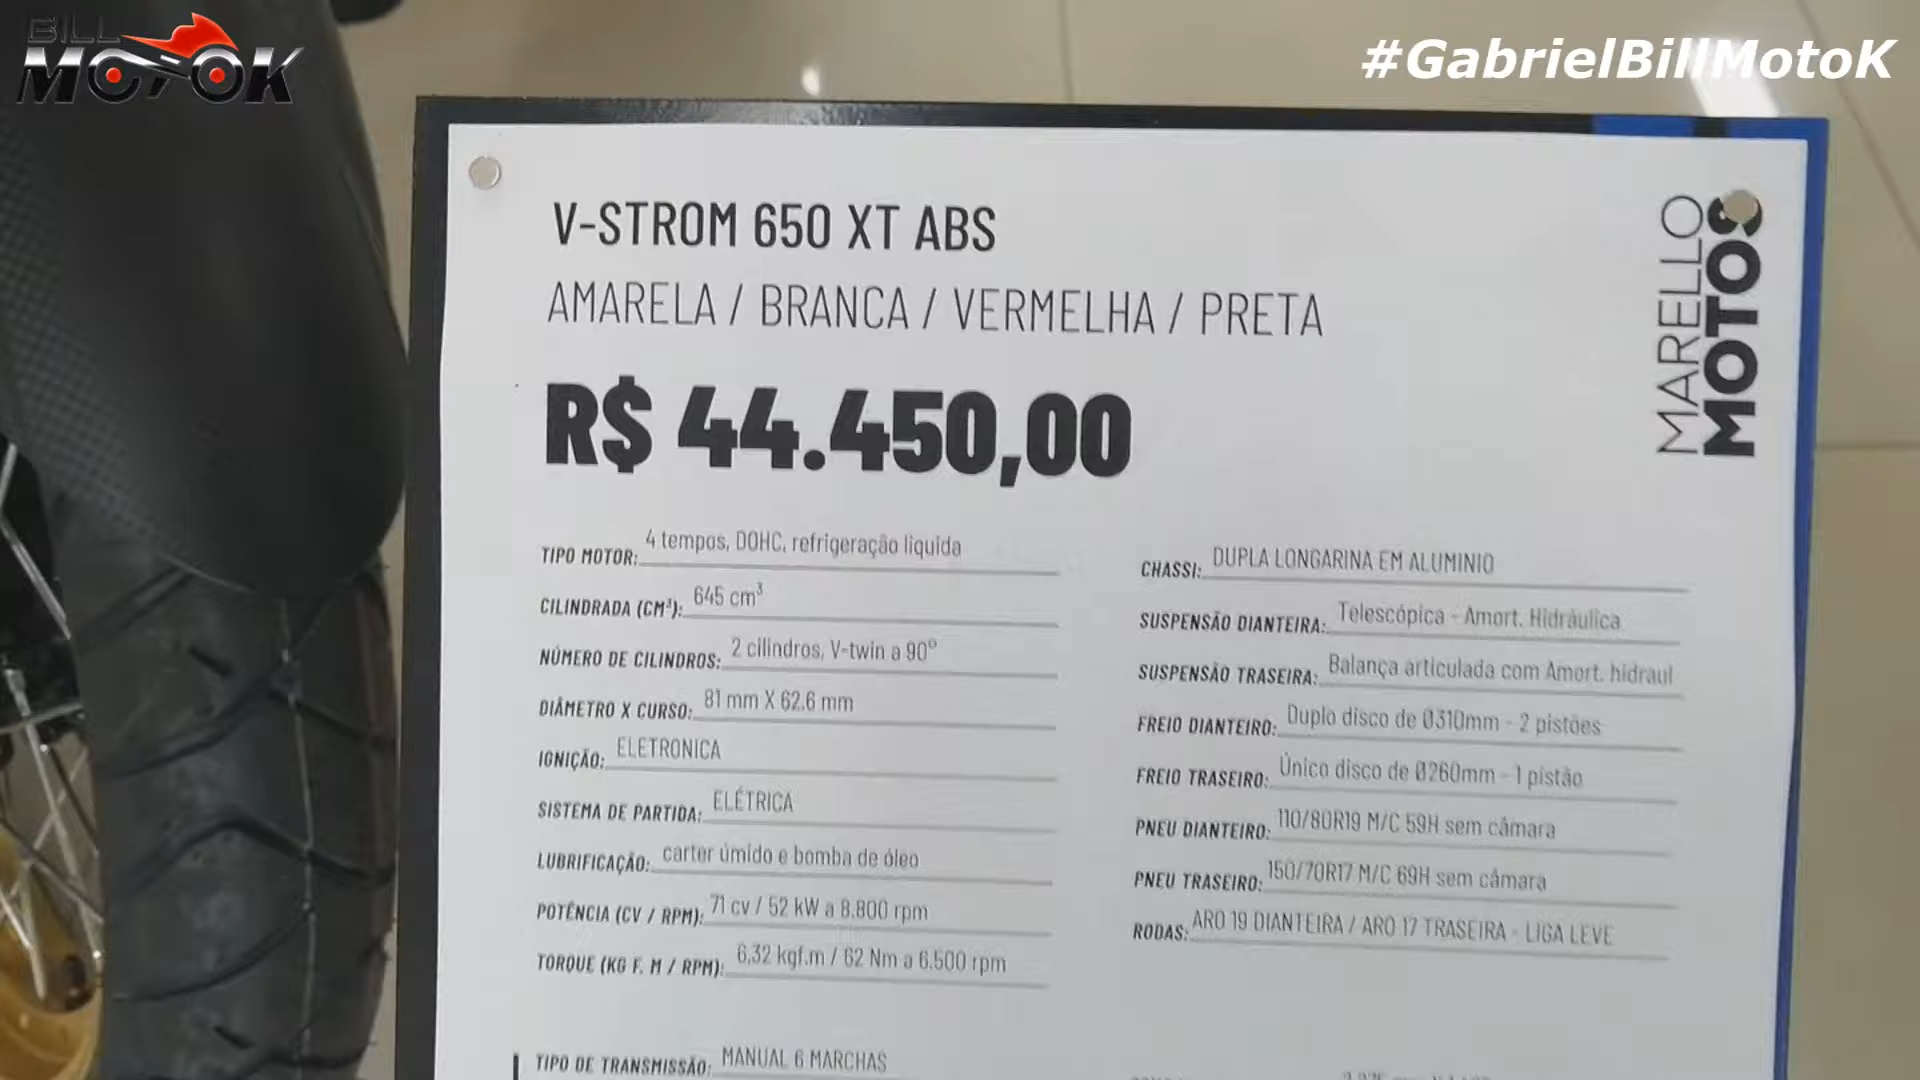 BILL
MOTOK
#GabrielBillMotoK
MARELLO
MOTOS
V-STROM 650 XT ABS
AMARELA / BRANCA / VERMELHA / PRETA
R$ 44.450,00
TIPO MOTOR: 4 tempos, DOHC, refrigeração liquida
CILINDRADA (CM³): 645 cm³
NÚMERO DE CILINDROS: 2 cilindros, V-twin a 90º
DIÂMETRO X CURSO: 81 mm X 62.6 mm
IGNIÇÃO: ELETRONICA
SISTEMA DE PARTIDA: ELÉTRICA
LUBRIFICAÇÃO: carter úmido e bomba de óleo
POTÊNCIA (CV / RPM): 71 cv / 52 kW a 8.800 rpm
TORQUE (KG F. M / RPM): 6,32 kgf.m / 62 Nm a 6.500 rpm
TIPO DE TRANSMISSÃO: MANUAL 6 MARCHAS
CHASSI: DUPLA LONGARINA EM ALUMINIO
SUSPENSÃO DIANTEIRA: Telescópica - Amort. Hidráulica
SUSPENSÃO TRASEIRA: Balança articulada com Amort. hidraul
FREIO DIANTEIRO: Duplo disco de Ø310mm - 2 pistões
FREIO TRASEIRO: Único disco de Ø260mm - 1 pistão
PNEU DIANTEIRO: 110/80R19 M/C 59H sem câmara
PNEU TRASEIRO: 150/70R17 M/C 69H sem câmara
RODAS: ARO 19 DIANTEIRA / ARO 17 TRASEIRA - LIGA LEVE